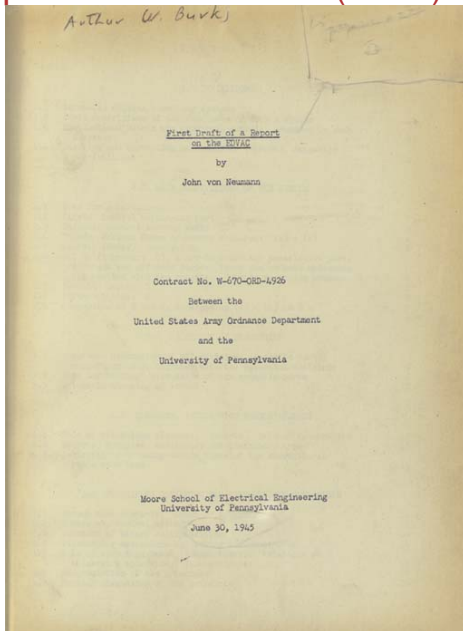 Arthur W. Burks
First Draft of a Report
on the EDVAC
by
John von Neumann
Contract No. W-670-ORD-4926
Between the
United States Army Ordnance Department
and the
University of Pennsylvania
Moore School of Electrical Engineering
University of Pennsylvania
June 30, 1945